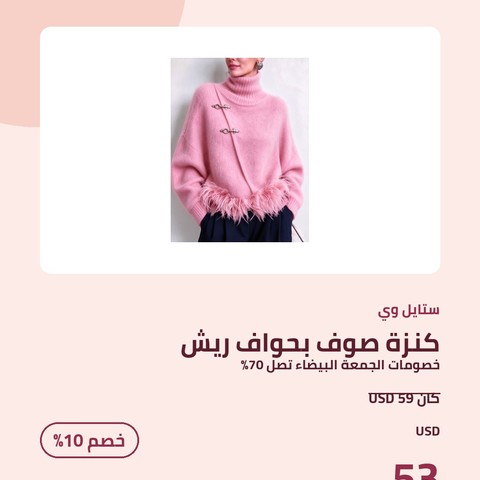 ستايل وي
كنزة صوف بحواف ريش
خصومات الجمعة البيضاء تصل 70%
كان 59 USD
USD
خصم 10%
53